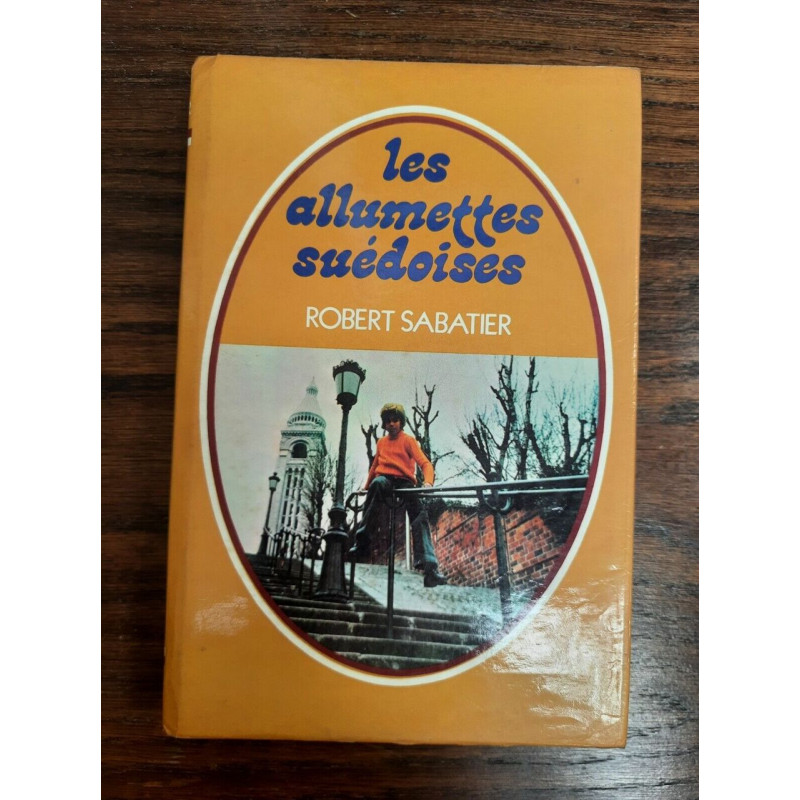 les
allumettes
suédoises
ROBERT SABATIER